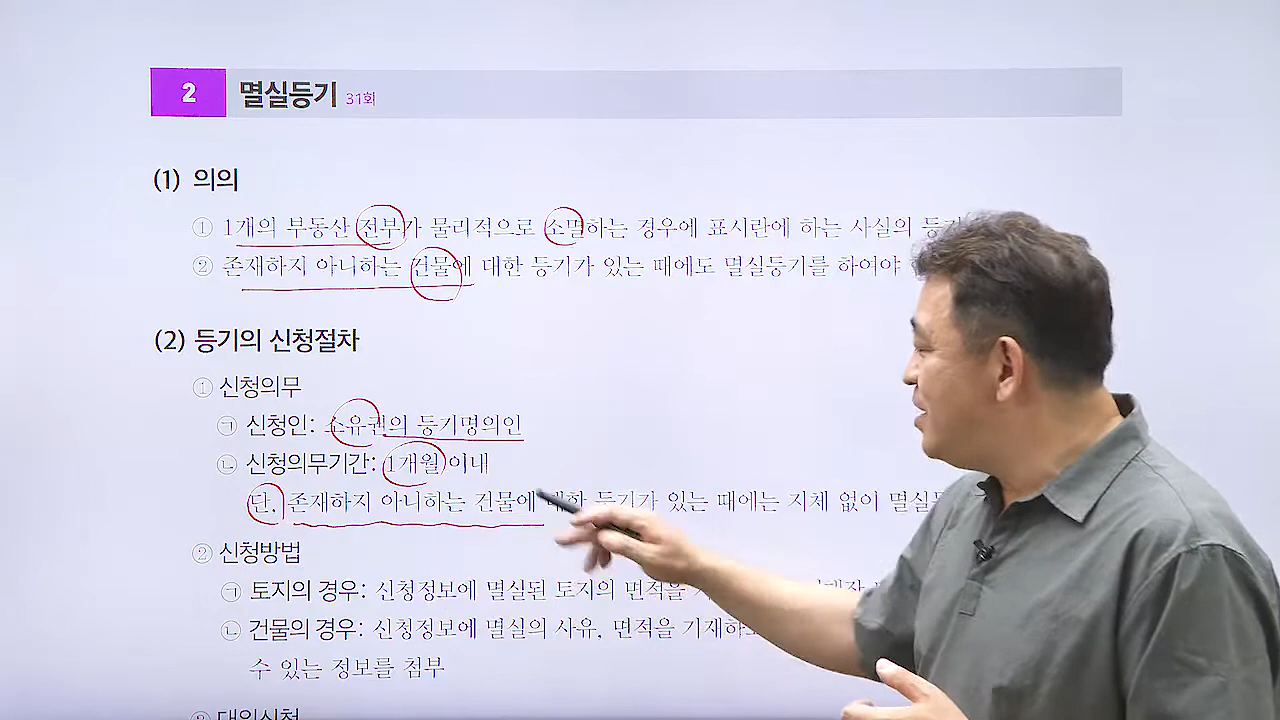 2 멸실등기 31회
(1) 의의
① 1개의 부동산 전부가 물리적으로 소멸하는 경우에 표시란에 하는 사실의 등기
② 존재하지 아니하는 건물에 대한 등기가 있는 때에도 멸실등기를 하여야
(2) 등기의 신청절차
① 신청의무
㉠ 신청인: 소유권의 등기명의인
㉡ 신청의무기간: 1개월 이내
단, 존재하지 아니하는 건물에 대한 등기가 있는 때에는 지체 없이 멸실등
② 신청방법
㉠ 토지의 경우: 신청정보에 멸실된 토지의 면적을
㉡ 건물의 경우: 신청정보에 멸실의 사유, 면적을 기재하고
수 있는 정보를 첨부
③ 대위신청